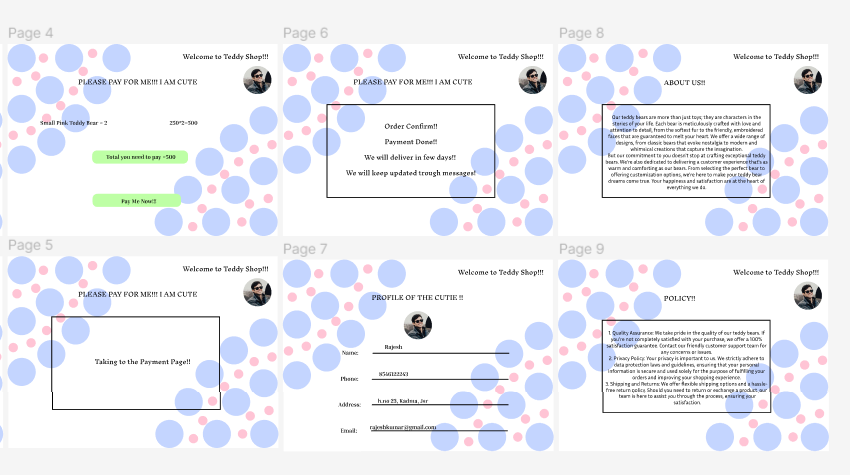 Page 4
Welcome to Teddy Shop!!!
PLEASE PAY FOR ME!!!! I AM CUTE
Small Pink Teddy Bear = 2
250*2=500
Total you need to pay =500
Pay Me Now!!
Page 6
Welcome to Teddy Shop!!!
PLEASE PAY FOR ME!!!! I AM CUTE
Order Confirm!!
Payment Done!!
We will deliver in few days!!
We will keep updated trough messages!
Page 8
Welcome to Teddy Shop!!!
ABOUT US!!
Our teddy bears are more than just toys; they are characters in the
stories of your life. Each bear is meticulously crafted with love and
attention to detail, from the softest fur to the friendly, embroidered
faces that are guaranteed to melt your heart. We offer a wide range of
designs, from classic bears that evoke nostalgia to modern and
whimsical creations that capture the imagination.
But our commitment to you doesn't stop at crafting exceptional teddy
bears. We're also dedicated to delivering a customer experience that's as
warm and comforting as our bears. From selecting the perfect bear to
offering customisation options, we're here to make your teddy bear
dreams come true. Your happiness and satisfaction are at the heart of
everything we do.
Page 5
Welcome to Teddy Shop!!!
PLEASE PAY FOR ME!!!! I AM CUTE
Taking to the Payment Page!!
Page 7
Welcome to Teddy Shop!!!
PROFILE OF THE CUTIE !!
Name: Rajesh
Phone: 8546122243
Address: h.no 23, Kadma, Jsr
Email: rajeshkumar@gmail.com
Page 9
Welcome to Teddy Shop!!!
POLICY!!
1. Quality Assurance: We take pride in the quality of our teddy bears. If
you're not completely satisfied with your purchase, we offer a 100%
satisfaction guarantee. Contact our friendly customer support team for
any concerns or issues.
2. Privacy Policy: Your privacy is important to us. We strictly adhere to
data protection laws and guidelines, ensuring that your personal
information is secure and used solely for the purpose of fulfilling your
orders and improving your shopping experience.
3. Shipping and Returns: We offer flexible shipping options and a hassle-
free return policy. Should you need to return or exchange a product, our
team is here to assist you through the process, ensuring your
satisfaction.